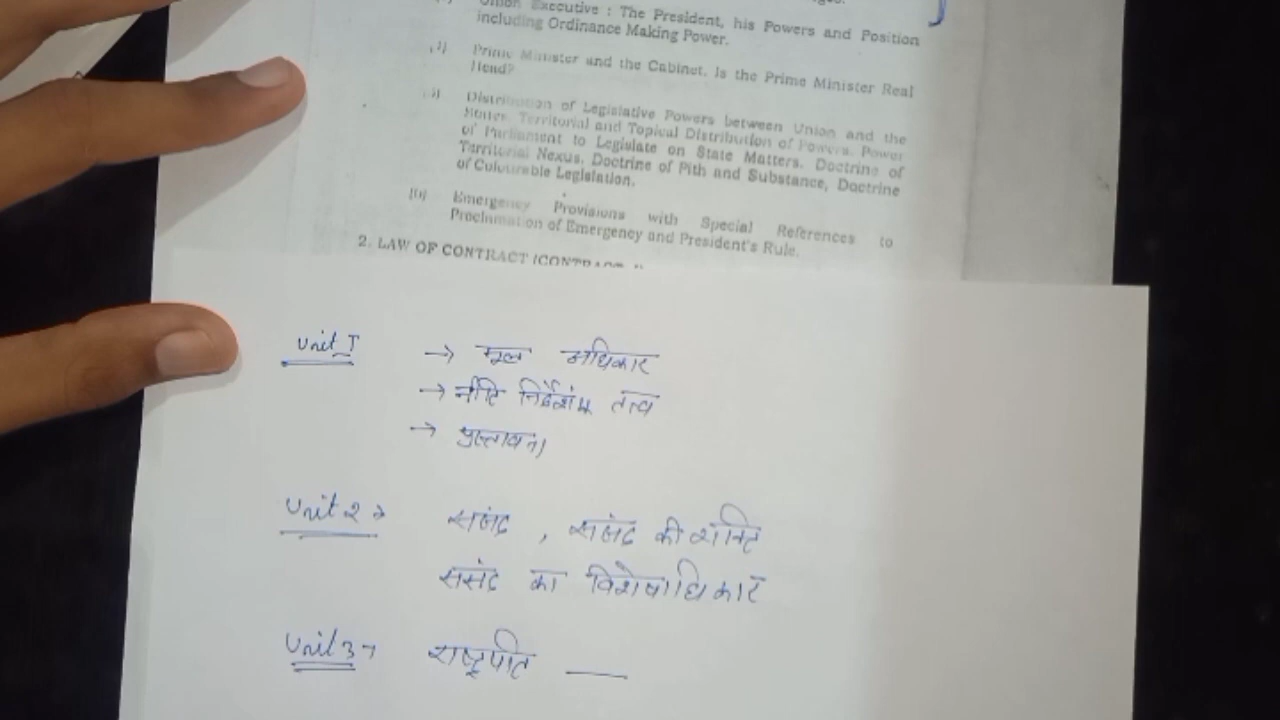 Union Executive : The President, his Powers and Position
including Ordinance Making Power.
Prime Minister and the Cabinet. Is the Prime Minister Real
Head?
Distribution of Legislative Powers between Union and the
States. Territorial and Topical Distribution of Powers. Power
of Parliament to Legislate on State Matters. Doctrine of
Territorial Nexus, Doctrine of Pith and Substance, Doctrine
of Colourable Legislation.
Emergency Provisions with Special References to
Proclamation of Emergency and President's Rule.
2. LAW OF CONTRACT (CONTRACT
Unit I → मूल अधिकार
→ नीति निर्देशक तत्व
→ प्रस्तावना
Unit 2 → संसद , संसद की शक्ति
ससंद का विशेषाधिकार
Unit 3 → राष्ट्रपति —